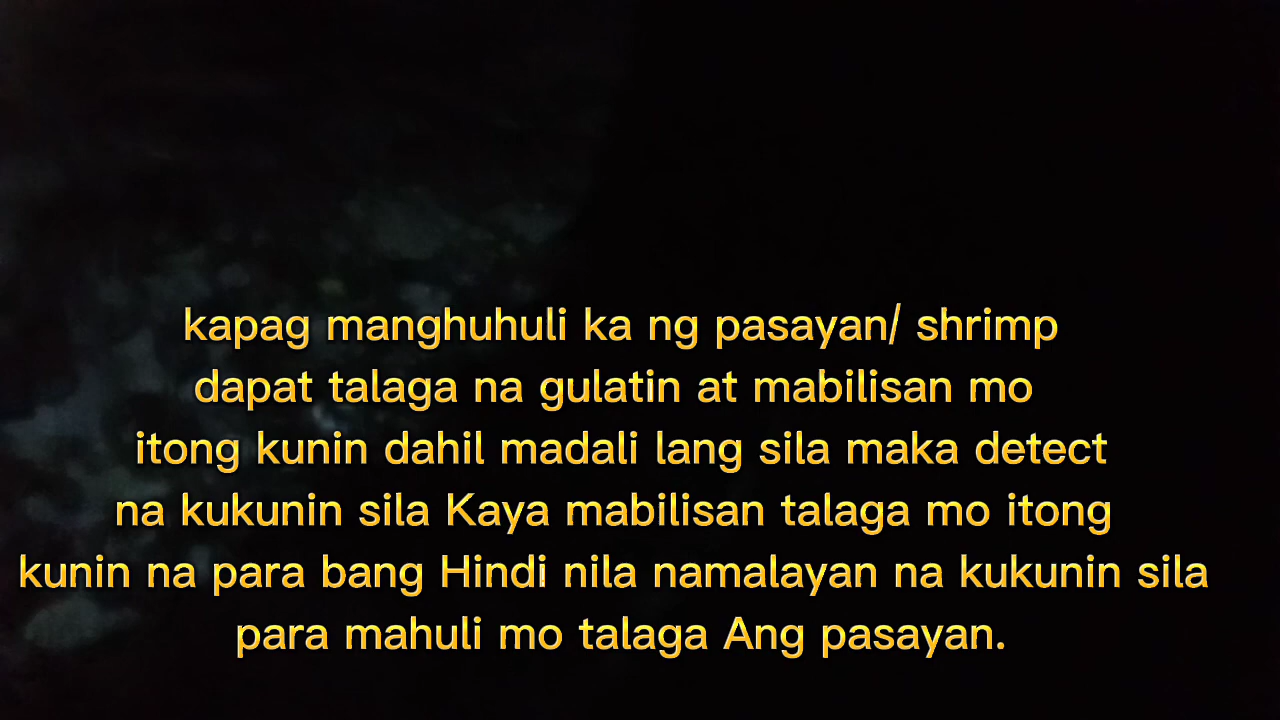 kapag manghuhuli ka ng pasayan/ shrimp
dapat talaga na gulatin at mabilisan mo
itong kunin dahil madali lang sila maka detect
na kukunin sila Kaya mabilisan talaga mo itong
kunin na para bang Hindi nila namalayan na kukunin sila
para mahuli mo talaga Ang pasayan.